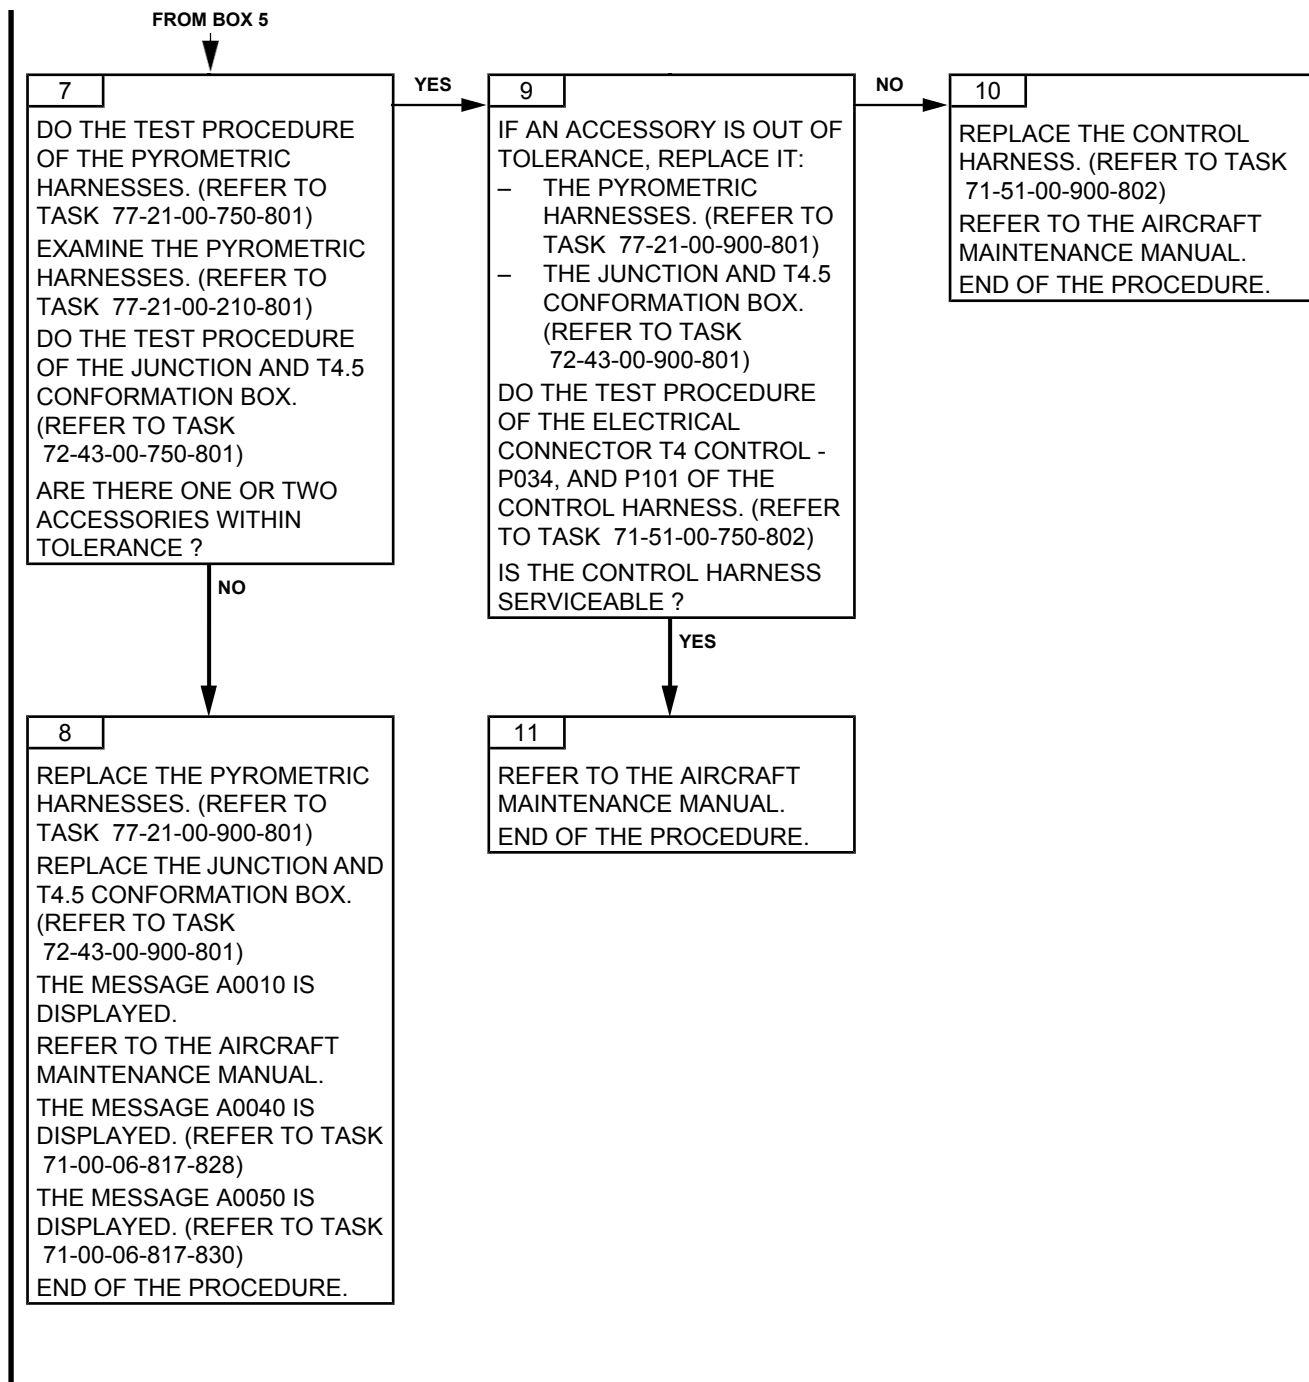 FROM BOX 5
7
DO THE TEST PROCEDURE
OF THE PYROMETRIC
HARNESSES. (REFER TO
TASK 77-21-00-750-801)
EXAMINE THE PYROMETRIC
HARNESSES. (REFER TO
TASK 77-21-00-210-801)
DO THE TEST PROCEDURE
OF THE JUNCTION AND T4.5
CONFORMATION BOX.
(REFER TO TASK
72-43-00-750-801)
ARE THERE ONE OR TWO
ACCESSORIES WITHIN
TOLERANCE ?
YES
NO
9
IF AN ACCESSORY IS OUT OF
TOLERANCE, REPLACE IT:
– THE PYROMETRIC
HARNESSES. (REFER TO
TASK 77-21-00-900-801)
– THE JUNCTION AND T4.5
CONFORMATION BOX.
(REFER TO TASK
72-43-00-900-801)
DO THE TEST PROCEDURE
OF THE ELECTRICAL
CONNECTOR T4 CONTROL -
P034, AND P101 OF THE
CONTROL HARNESS. (REFER
TO TASK 71-51-00-750-802)
IS THE CONTROL HARNESS
SERVICEABLE ?
NO
YES
10
REPLACE THE CONTROL
HARNESS. (REFER TO TASK
71-51-00-900-802)
REFER TO THE AIRCRAFT
MAINTENANCE MANUAL.
END OF THE PROCEDURE.
8
REPLACE THE PYROMETRIC
HARNESSES. (REFER TO
TASK 77-21-00-900-801)
REPLACE THE JUNCTION AND
T4.5 CONFORMATION BOX.
(REFER TO TASK
72-43-00-900-801)
THE MESSAGE A0010 IS
DISPLAYED.
REFER TO THE AIRCRAFT
MAINTENANCE MANUAL.
THE MESSAGE A0040 IS
DISPLAYED. (REFER TO TASK
71-00-06-817-828)
THE MESSAGE A0050 IS
DISPLAYED. (REFER TO TASK
71-00-06-817-830)
END OF THE PROCEDURE.
11
REFER TO THE AIRCRAFT
MAINTENANCE MANUAL.
END OF THE PROCEDURE.